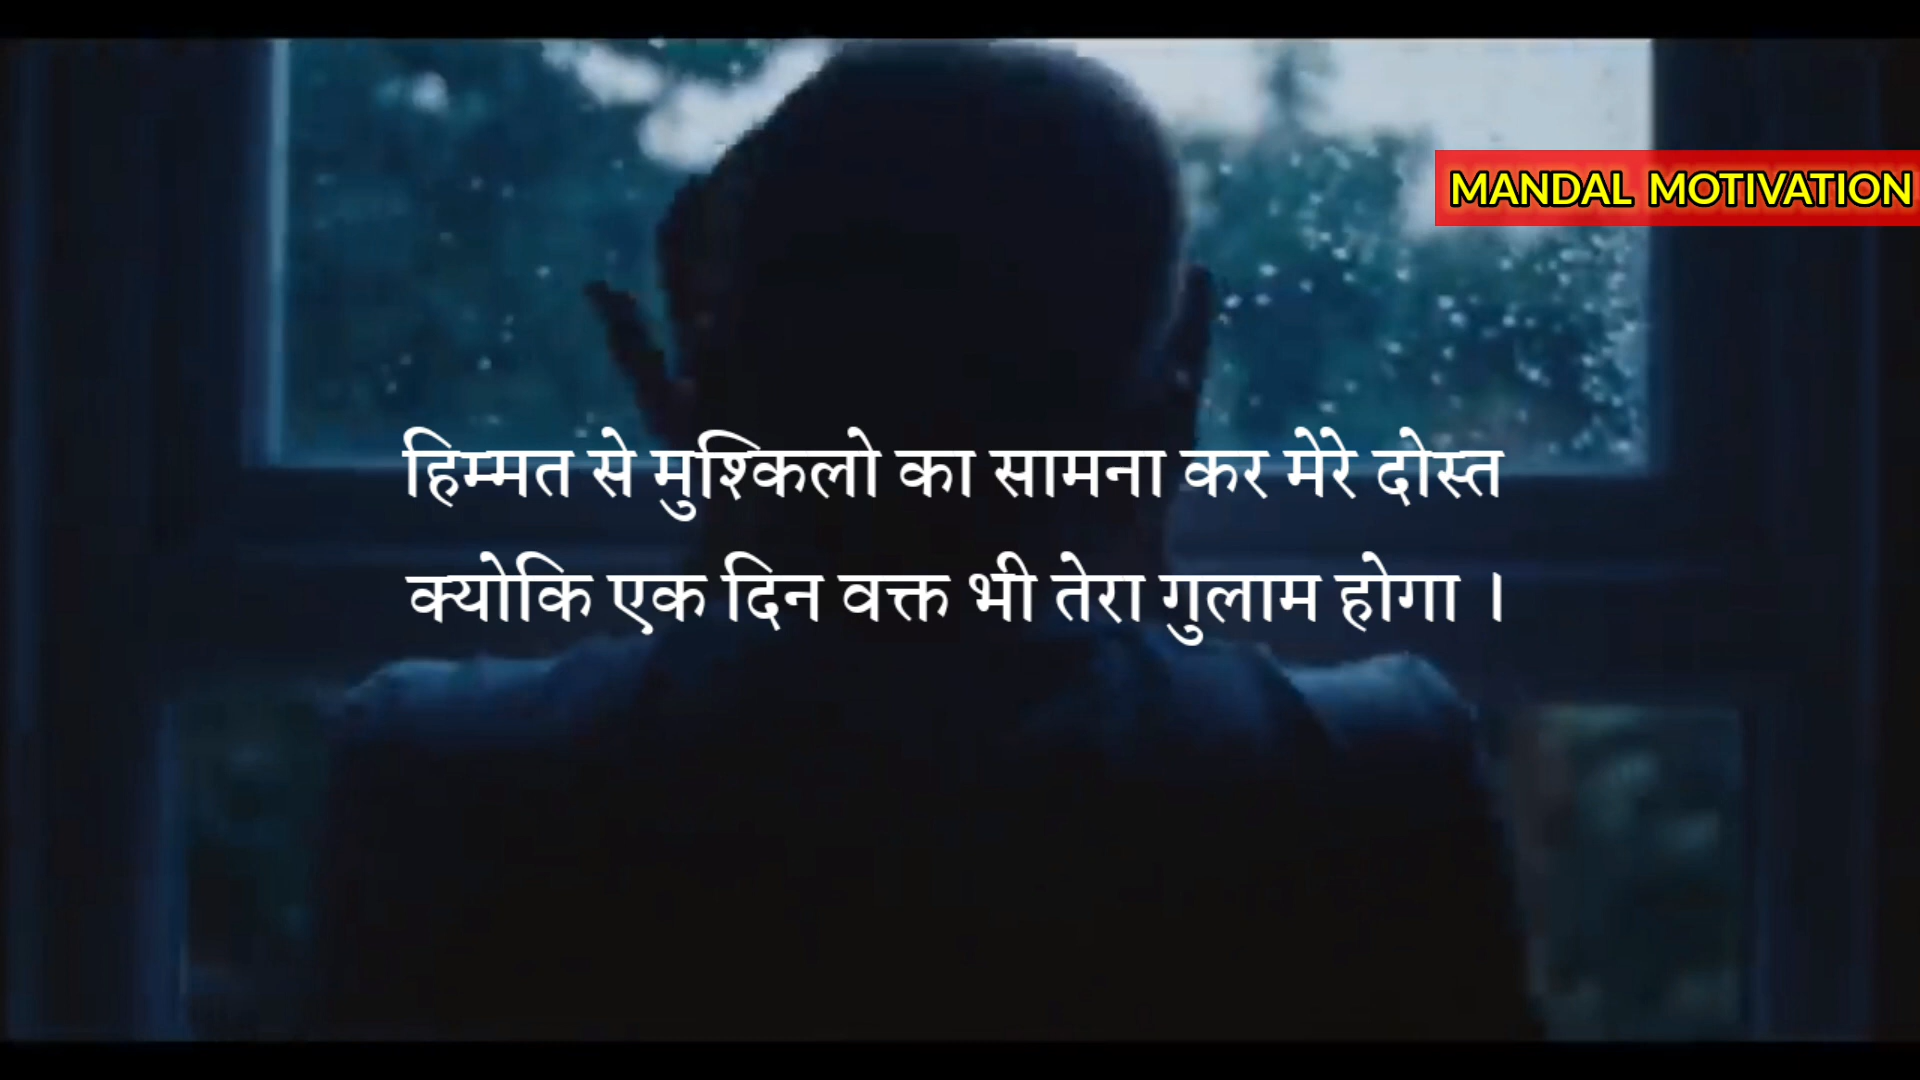 MANDAL MOTIVATION
हिम्मत से मुश्किलो का सामना कर मेरे दोस्त
क्योकि एक दिन वक्त भी तेरा गुलाम होगा ।